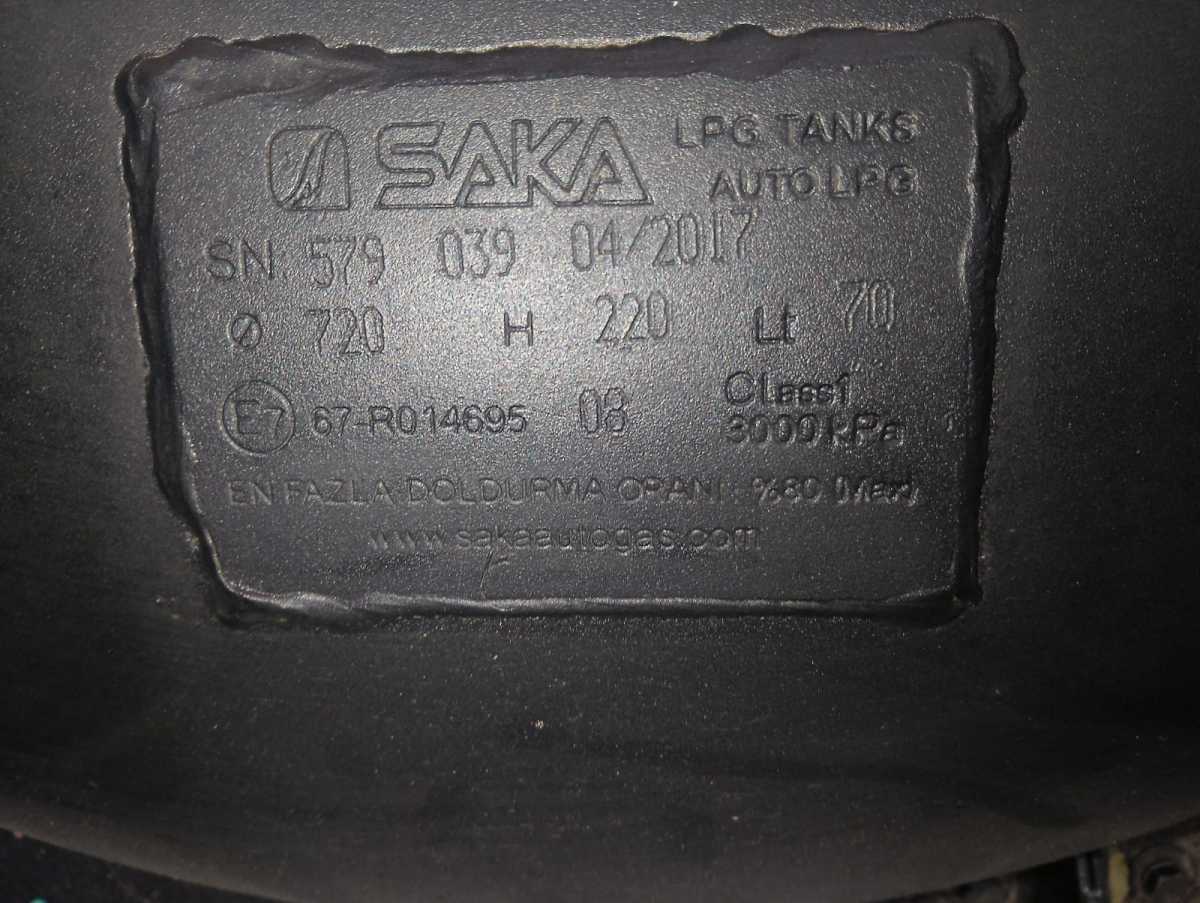 SAKA LPG TANKS
AUTO LPG
SN: 579 039 04/2017
Ø 720 H 220 Lt 70
E7 67-R014695 08 CLass1
3000 kPa
EN FAZLA DOLDURMA ORANI %80 (Max)
www.sakaautogas.com